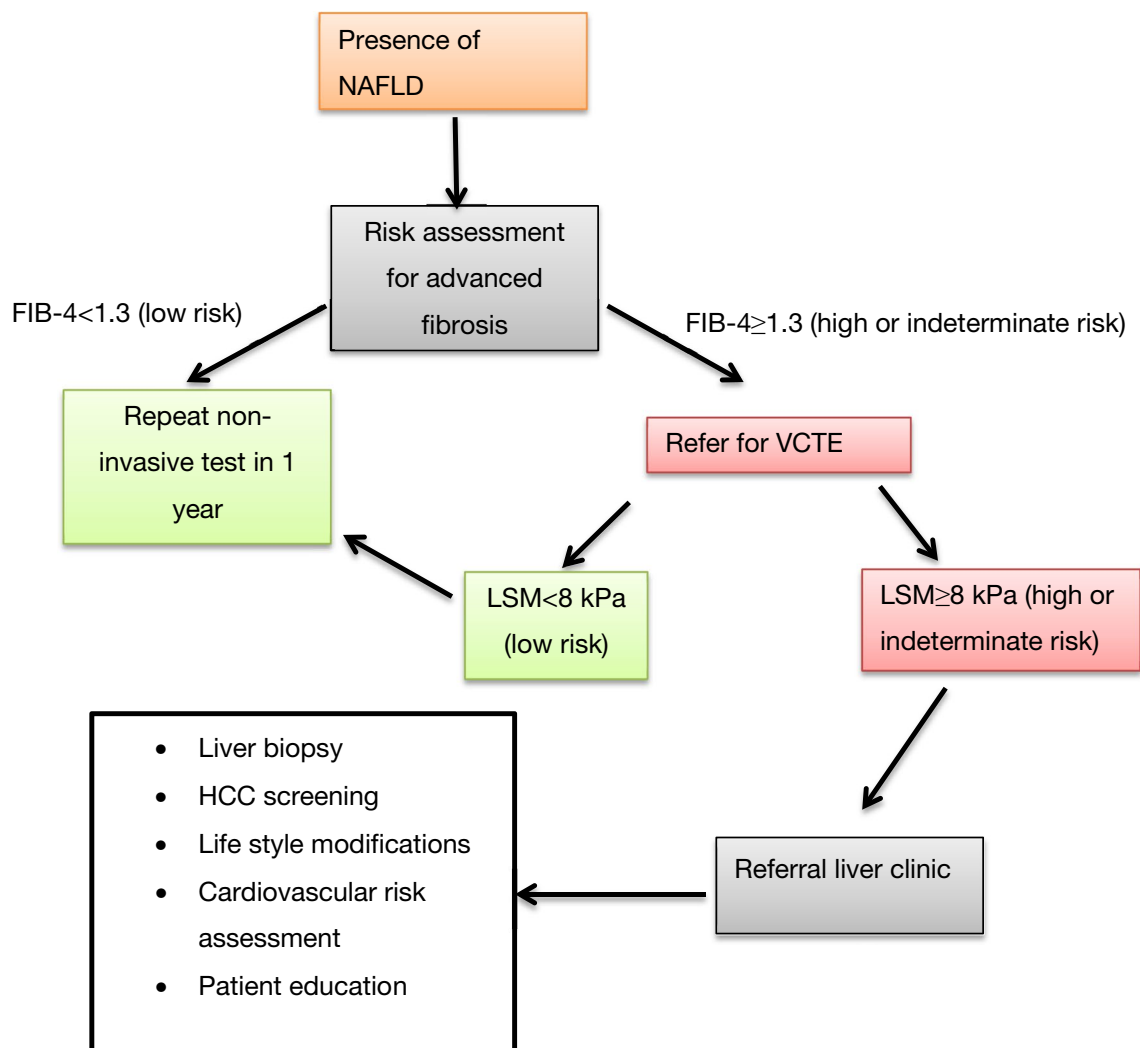 Presence of
NAFLD
Risk assessment
for advanced
fibrosis
FIB-4<1.3 (low risk)
FIB-4≥1.3 (high or indeterminate risk)
Repeat non-
invasive test in 1
year
Refer for VCTE
LSM<8 kPa
(low risk)
LSM≥8 kPa (high or
indeterminate risk)
• Liver biopsy
• HCC screening
• Life style modifications
• Cardiovascular risk
assessment
• Patient education
Referral liver clinic